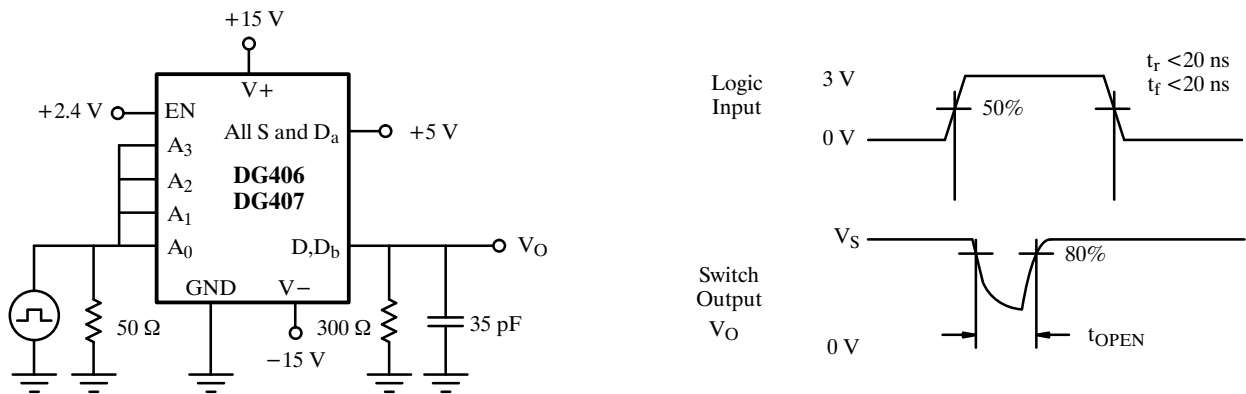 +15 V
V+
+2.4 V
EN
All S and Da
+5 V
A3
A2
A1
A0
DG406
DG407
D,Db
VO
GND
V−
50 Ω
−15 V
300 Ω
35 pF
Logic
Input
3 V
0 V
50%
tr <20 ns
tf <20 ns
VS
80%
Switch
Output
VO
0 V
tOPEN